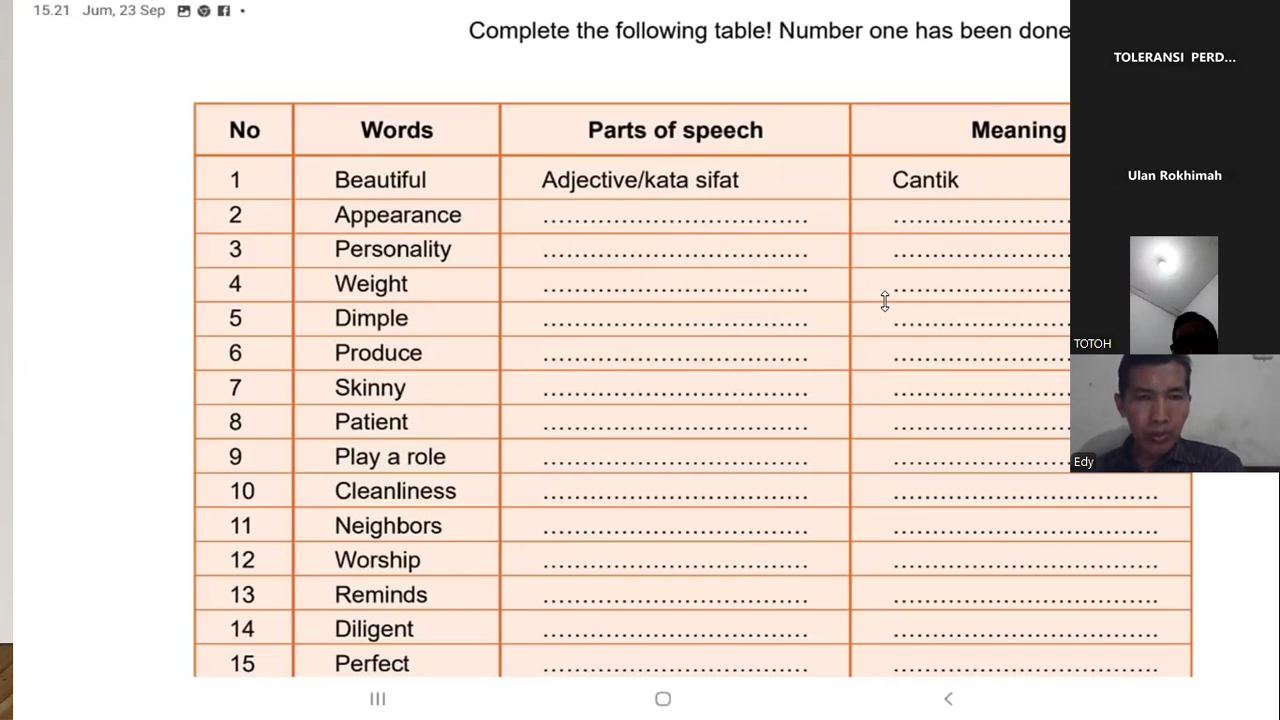 15.21 Jum, 23 Sep
Complete the following table! Number one has been done
TOLERANSI PERD...
No Words Parts of speech Meaning
1 Beautiful Adjective/kata sifat Cantik
Ulan Rokhimah
2 Appearance .................................. ..................................
3 Personality .................................. ..................................
4 Weight .................................. ..................................
5 Dimple .................................. ..................................
TOTOH
6 Produce .................................. ..................................
7 Skinny .................................. ..................................
8 Patient .................................. ..................................
9 Play a role .................................. ..................................
Edy
10 Cleanliness .................................. ..................................
11 Neighbors .................................. ..................................
12 Worship .................................. ..................................
13 Reminds .................................. ..................................
14 Diligent .................................. ..................................
15 Perfect .................................. ..................................